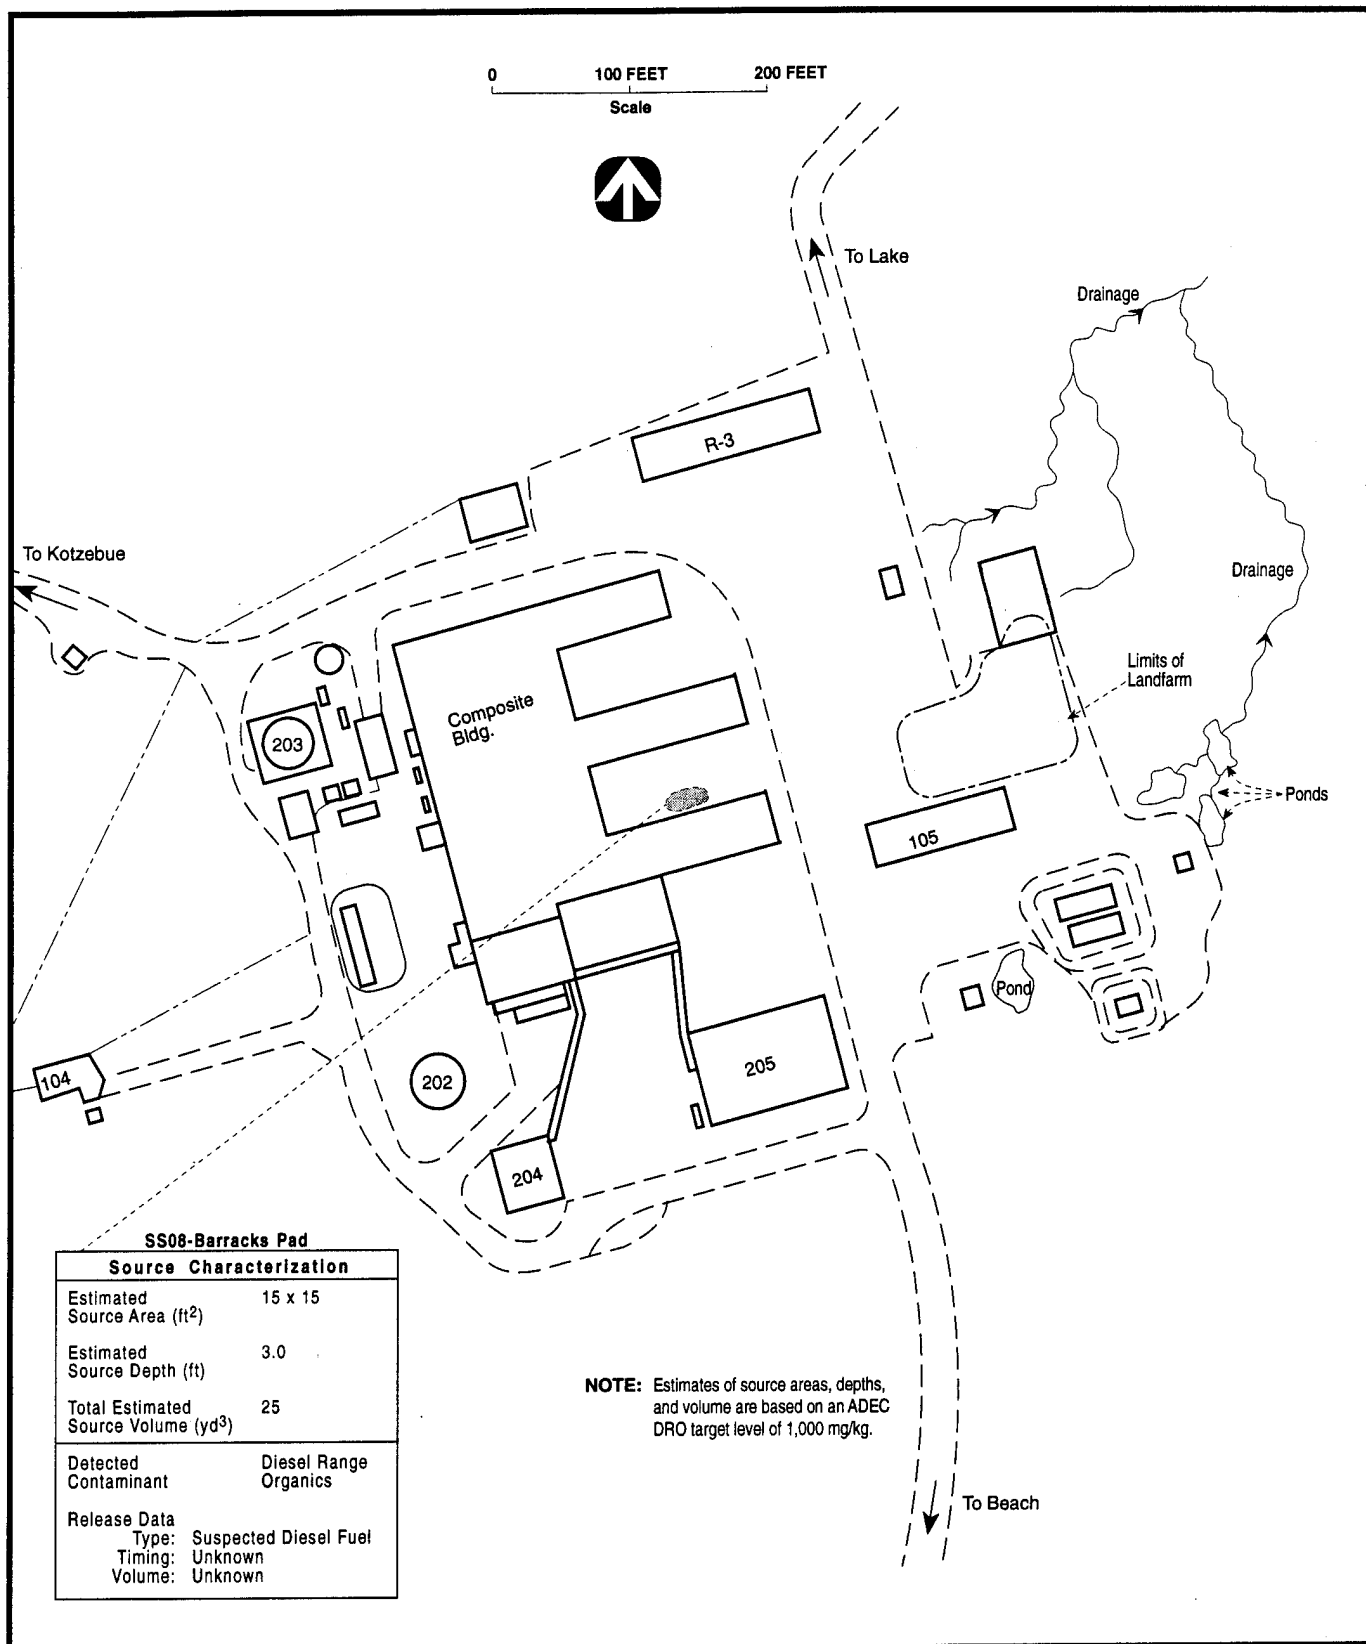 0 100 FEET 200 FEET
Scale
To Lake
Drainage
R-3
To Kotzebue
Drainage
Limits of
Landfarm
Composite
Bldg.
203
Ponds
105
Pond
104
202
205
204
SS08-Barracks Pad
Source Characterization
Estimated 15 x 15
Source Area (ft²)
Estimated 3.0
Source Depth (ft)
Total Estimated 25
Source Volume (yd³)
Detected Diesel Range
Contaminant Organics
Release Data
Type: Suspected Diesel Fuel
Timing: Unknown
Volume: Unknown
NOTE: Estimates of source areas, depths,
and volume are based on an ADEC
DRO target level of 1,000 mg/kg.
To Beach